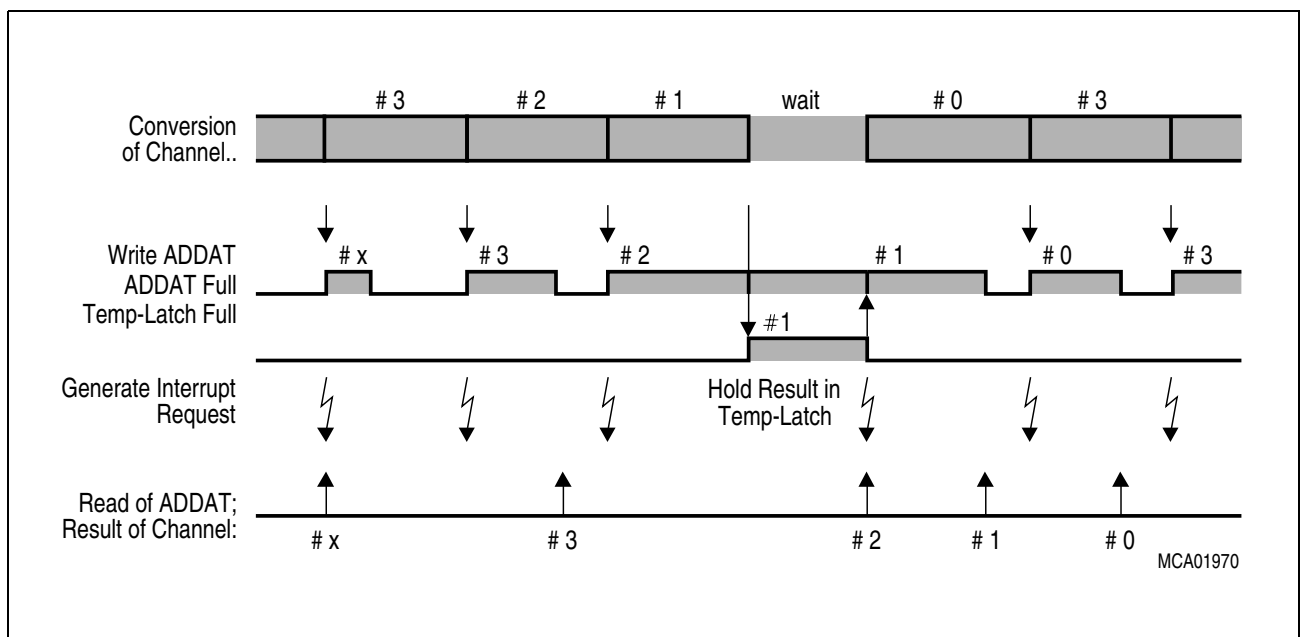 # 3 # 2 # 1 wait # 0 # 3
Conversion
of Channel..
Write ADDAT
# x # 3 # 2 # 1 # 0 # 3
ADDAT Full
Temp-Latch Full
#1
Generate Interrupt
Request
Hold Result in
Temp-Latch
Read of ADDAT;
Result of Channel:
# x # 3 # 2 # 1 # 0
MCA01970